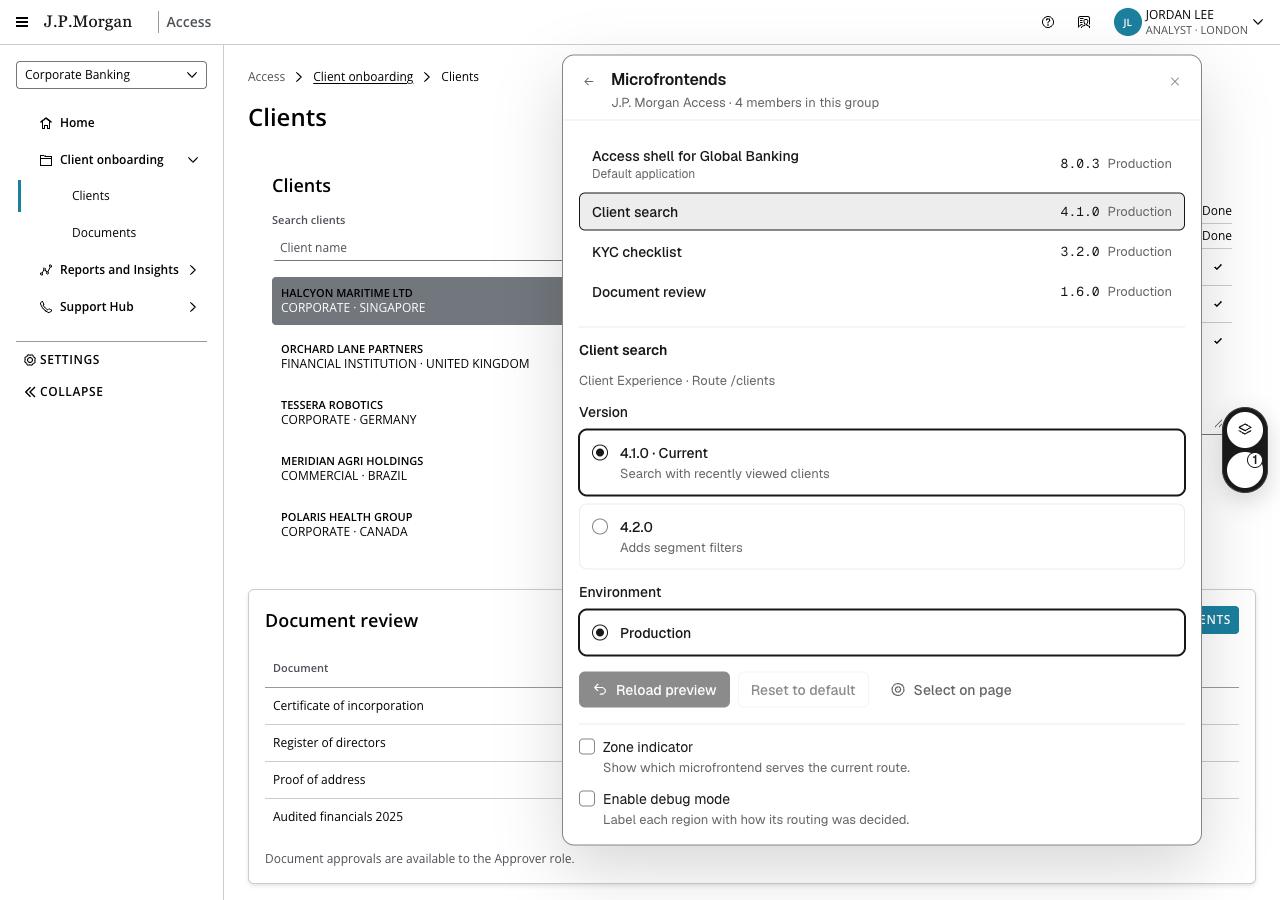 J.P.Morgan
Access
JL
JORDAN LEE
ANALYST · LONDON
Corporate Banking
Home
Client onboarding
Clients
Documents
Reports and Insights
Support Hub
SETTINGS
COLLAPSE
Access
Client onboarding
Clients
Clients
Clients
Search clients
Client name
HALCYON MARITIME LTD
CORPORATE · SINGAPORE
ORCHARD LANE PARTNERS
FINANCIAL INSTITUTION · UNITED KINGDOM
TESSERA ROBOTICS
CORPORATE · GERMANY
MERIDIAN AGRI HOLDINGS
COMMERCIAL · BRAZIL
POLARIS HEALTH GROUP
CORPORATE · CANADA
Done
Done
Document review
ENTS
Document
Certificate of incorporation
Register of directors
Proof of address
Audited financials 2025
Document approvals are available to the Approver role.
Microfrontends
J.P. Morgan Access · 4 members in this group
Access shell for Global Banking
Default application
8.0.3 Production
Client search
4.1.0 Production
KYC checklist
3.2.0 Production
Document review
1.6.0 Production
Client search
Client Experience · Route /clients
Version
4.1.0 · Current
Search with recently viewed clients
4.2.0
Adds segment filters
Environment
Production
Reload preview
Reset to default
Select on page
Zone indicator
Show which microfrontend serves the current route.
Enable debug mode
Label each region with how its routing was decided.
1